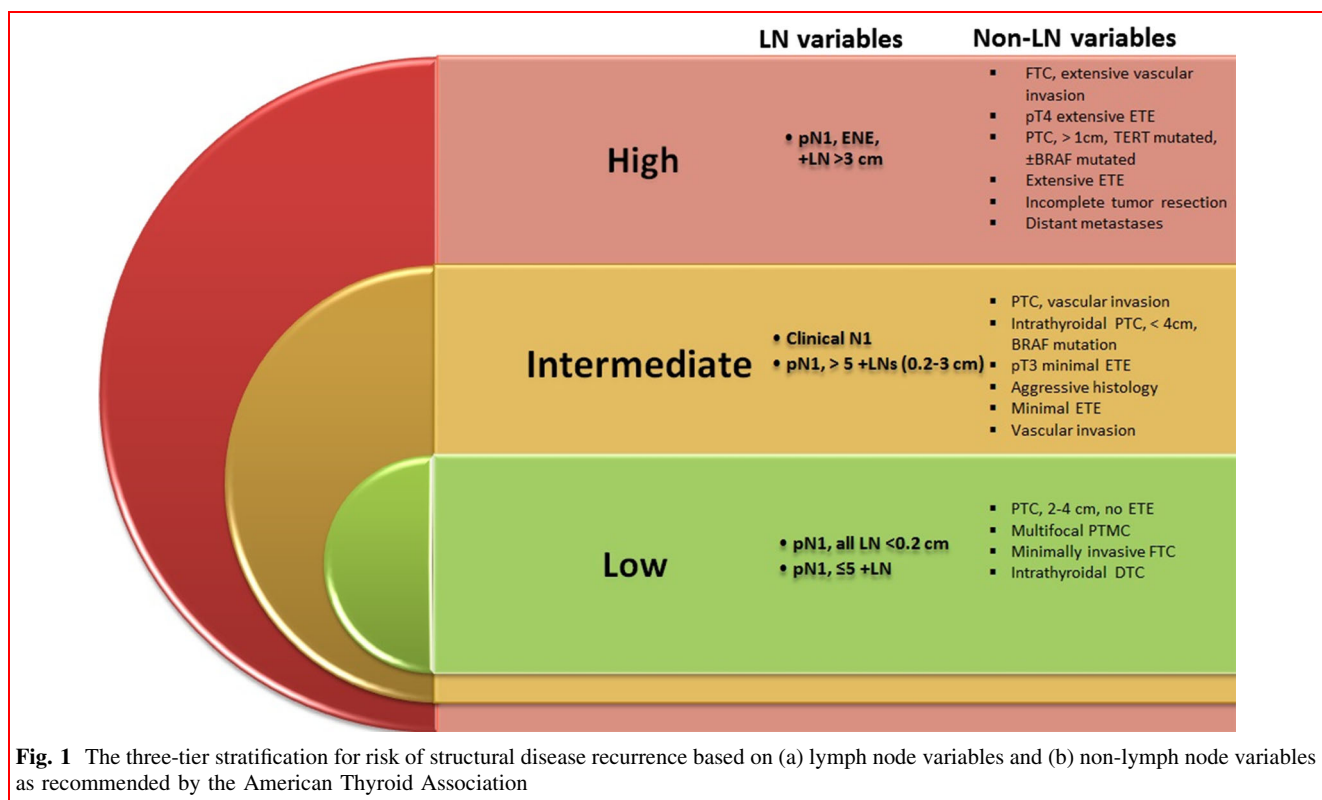 LN variables
Non-LN variables
High
• pN1, ENE,
+LN >3 cm
▪ FTC, extensive vascular
invasion
▪ pT4 extensive ETE
▪ PTC, > 1cm, TERT mutated,
±BRAF mutated
▪ Extensive ETE
▪ Incomplete tumor resection
▪ Distant metastases
Intermediate
• Clinical N1
• pN1, > 5 +LNs (0.2-3 cm)
▪ PTC, vascular invasion
▪ Intrathyroidal PTC, < 4cm,
BRAF mutation
▪ pT3 minimal ETE
▪ Aggressive histology
▪ Minimal ETE
▪ Vascular invasion
Low
• pN1, all LN <0.2 cm
• pN1, ≤5 +LN
▪ PTC, 2-4 cm, no ETE
▪ Multifocal PTMC
▪ Minimally invasive FTC
▪ Intrathyroidal DTC
Fig. 1 The three-tier stratification for risk of structural disease recurrence based on (a) lymph node variables and (b) non-lymph node variables
as recommended by the American Thyroid Association